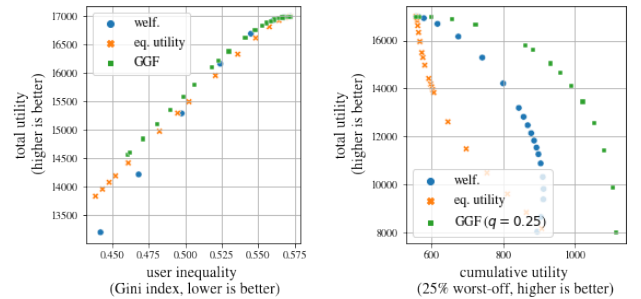 17000
16500
16000
15500
15000
14500
14000
13500
total utility
(higher is better)
welf.
eq. utility
GGF
0.450
0.475
0.500
0.525
0.550
0.575
user inequality
(Gini index, lower is better)
16000
14000
12000
10000
8000
total utility
(higher is better)
welf.
eq. utility
GGF (q = 0.25)
600
800
1000
cumulative utility
(25% worst-off, higher is better)